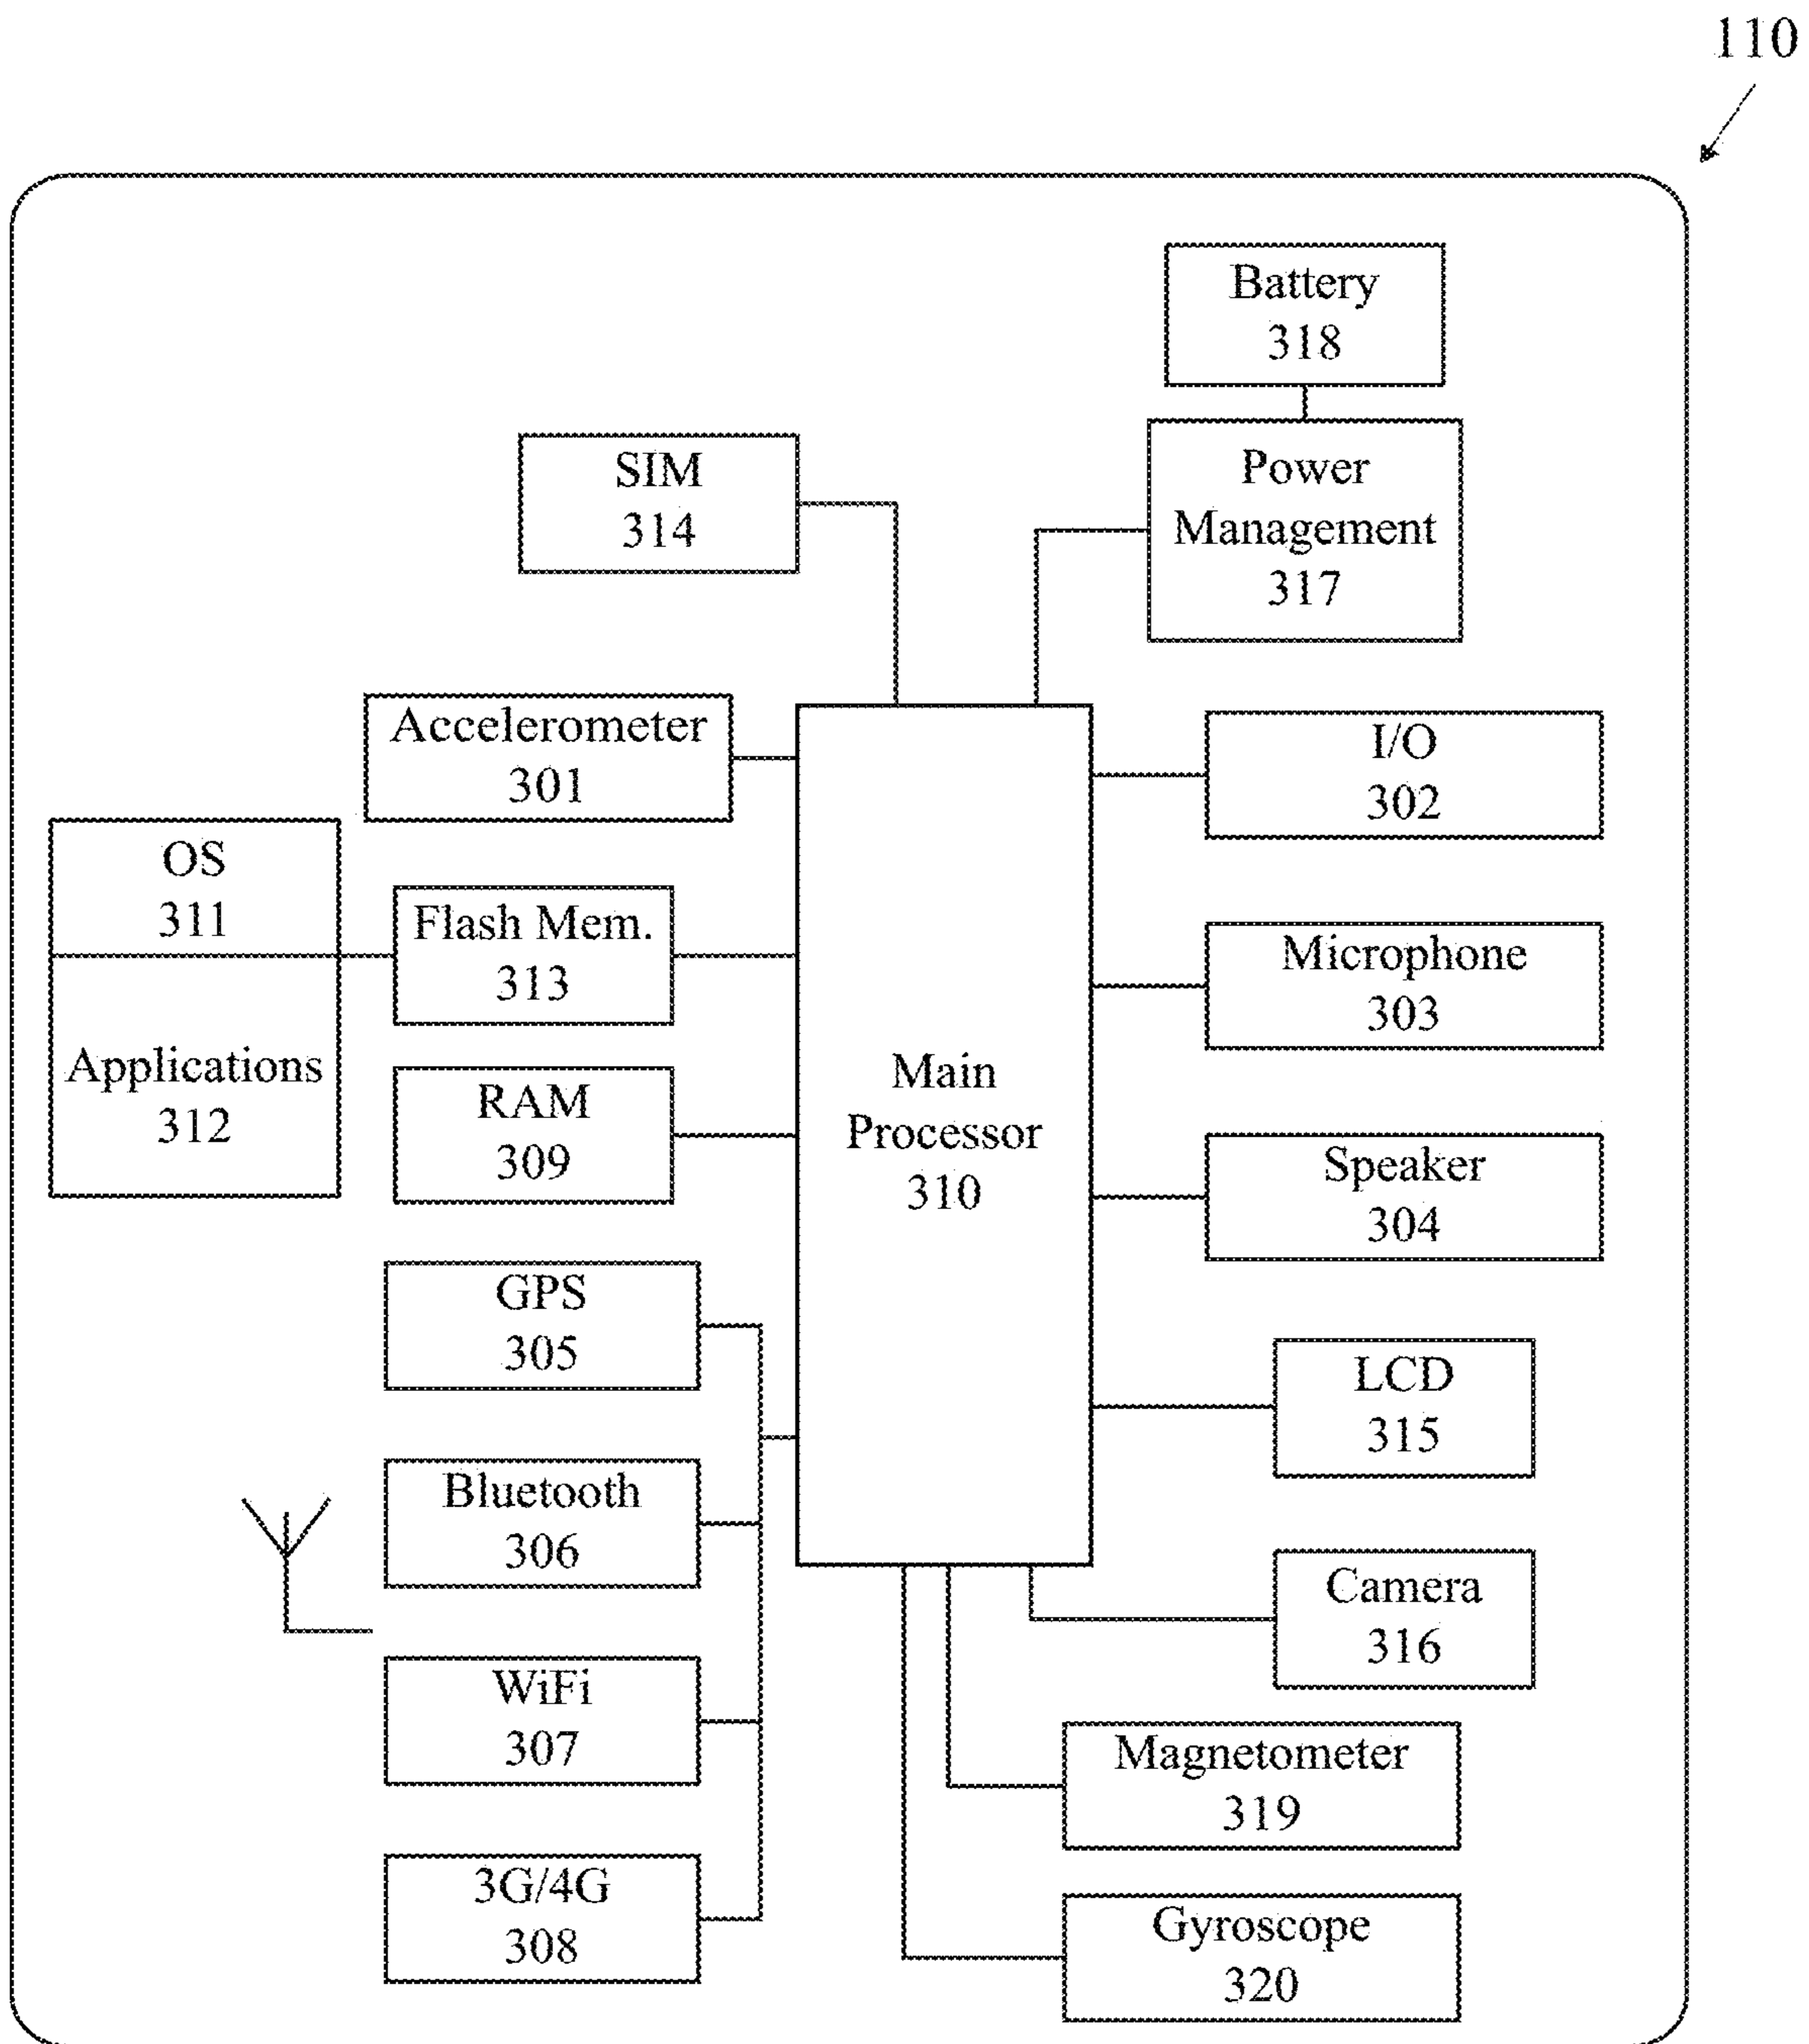 110
Battery
318
SIM
314
Power
Management
317
Accelerometer
301
I/O
302
OS
311
Flash Mem.
313
Microphone
303
Applications
312
RAM
309
Main
Processor
310
Speaker
304
GPS
305
LCD
315
Bluetooth
306
Camera
316
WiFi
307
Magnetometer
319
3G/4G
308
Gyroscope
320